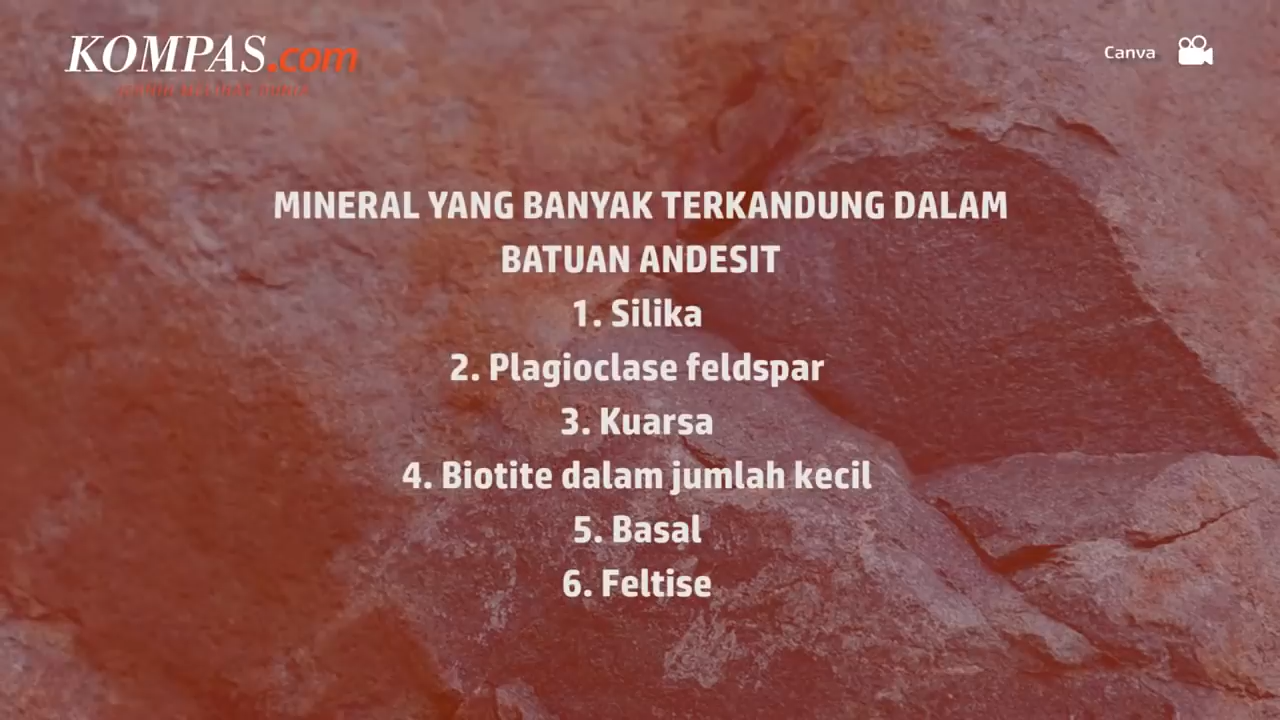 KOMPAS.com
Canva
MINERAL YANG BANYAK TERKANDUNG DALAM
BATUAN ANDESIT
1. Silika
2. Plagioclase feldspar
3. Kuarsa
4. Biotite dalam jumlah kecil
5. Basal
6. Feltise